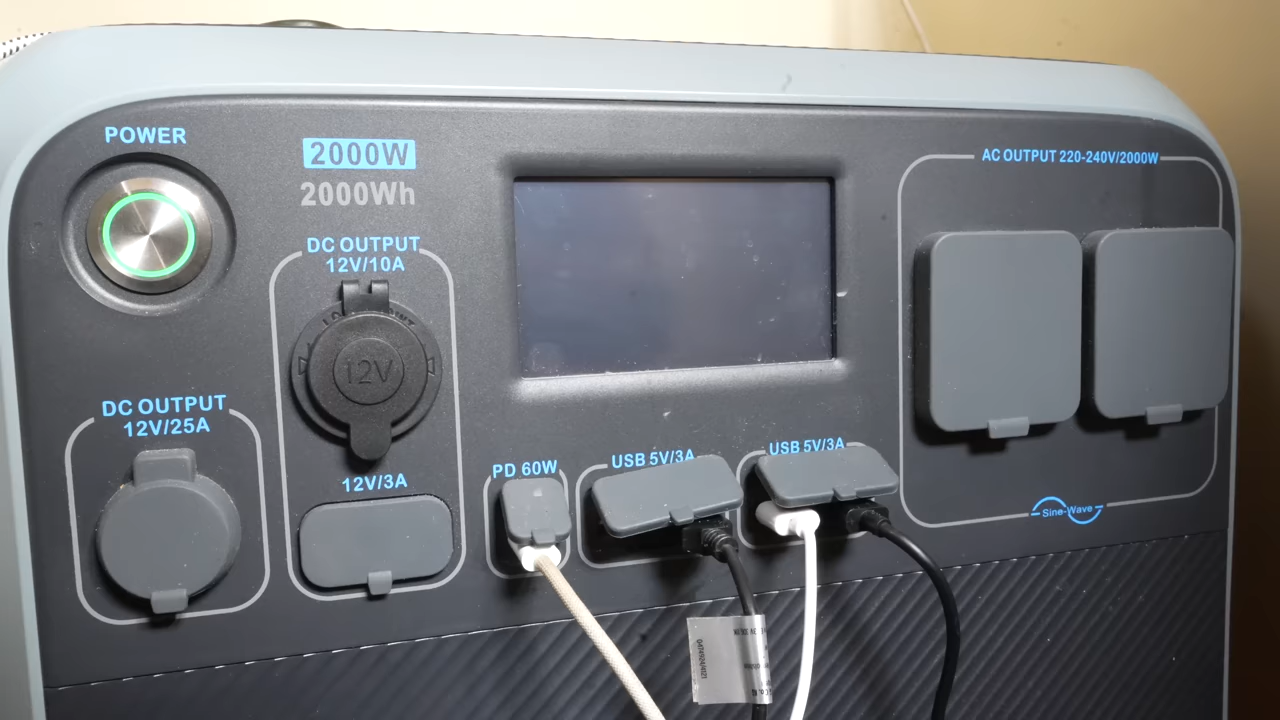 POWER
2000W
2000Wh
AC OUTPUT 220-240V/2000W
DC OUTPUT
12V/10A
12V
DC OUTPUT
12V/25A
12V/3A
PD 60W
USB 5V/3A
USB 5V/3A
Sine-Wave